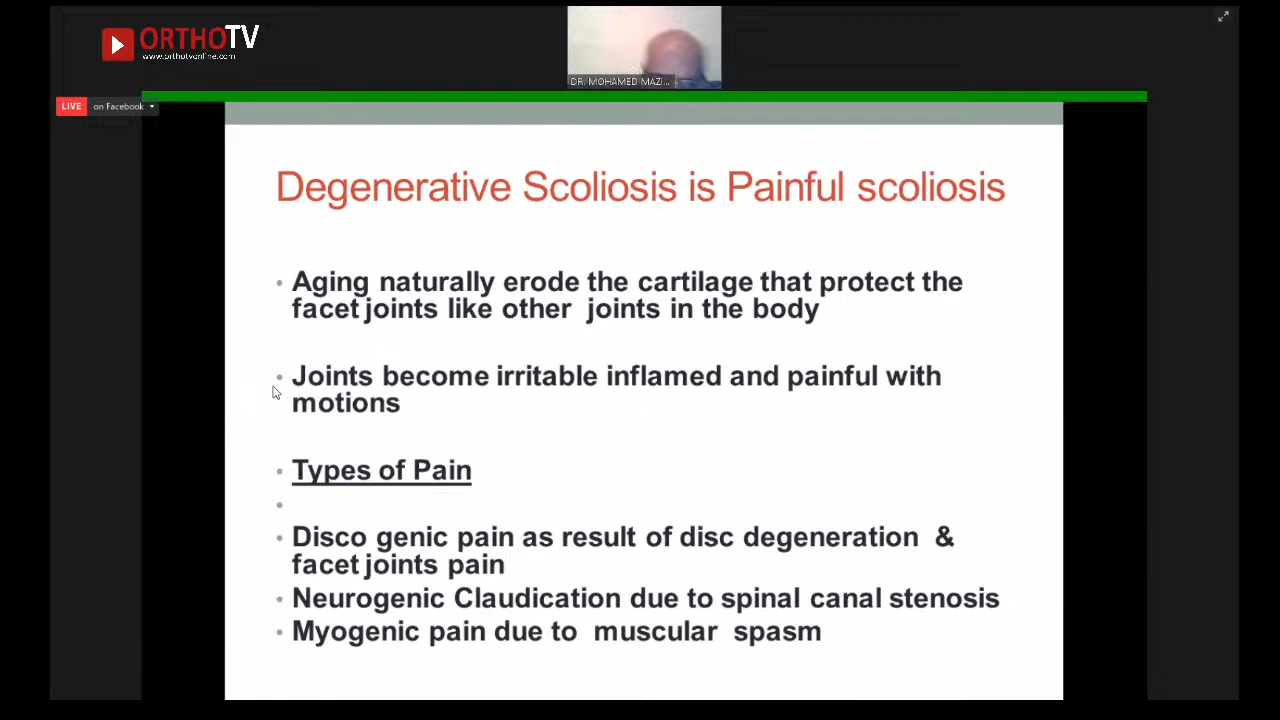 ORTHOTV
www.orthotvonline.com
DR. MOHAMED MAZI...
LIVE on Facebook
Degenerative Scoliosis is Painful scoliosis
Aging naturally erode the cartilage that protect the
facet joints like other joints in the body
Joints become irritable inflamed and painful with
motions
Types of Pain
Disco genic pain as result of disc degeneration &
facet joints pain
Neurogenic Claudication due to spinal canal stenosis
Myogenic pain due to muscular spasm